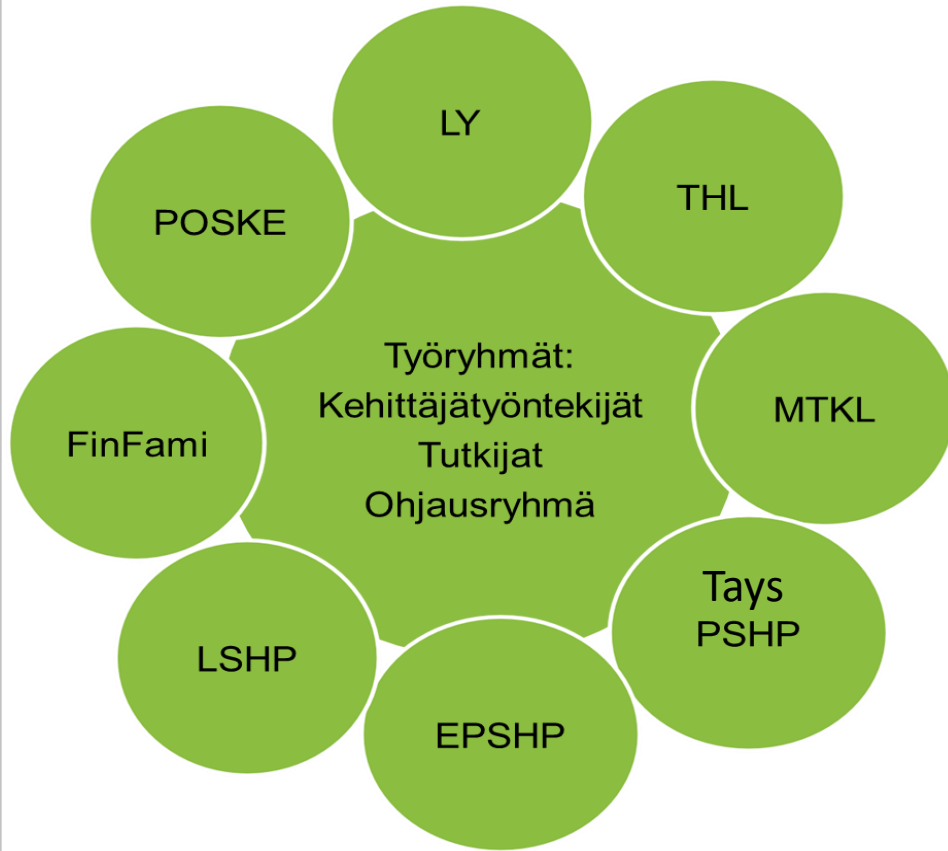 LY
THL
POSKE
Työryhmät:
Kehittäjätyöntekijät
Tutkijat
Ohjausryhmä
MTKL
FinFami
Tays
PSHP
LSHP
EPSHP